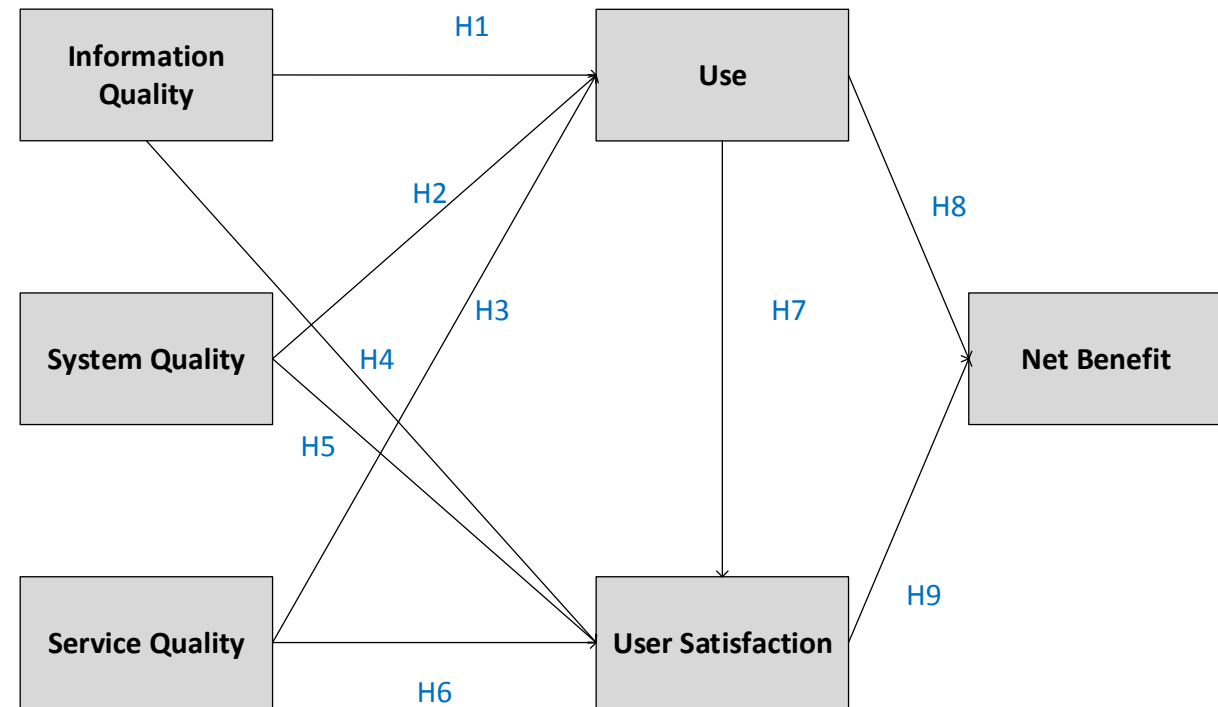 Information
Quality
H1
Use
H2
H8
System Quality
H3
H7
H4
Net Benefit
H5
Service Quality
User Satisfaction
H9
H6